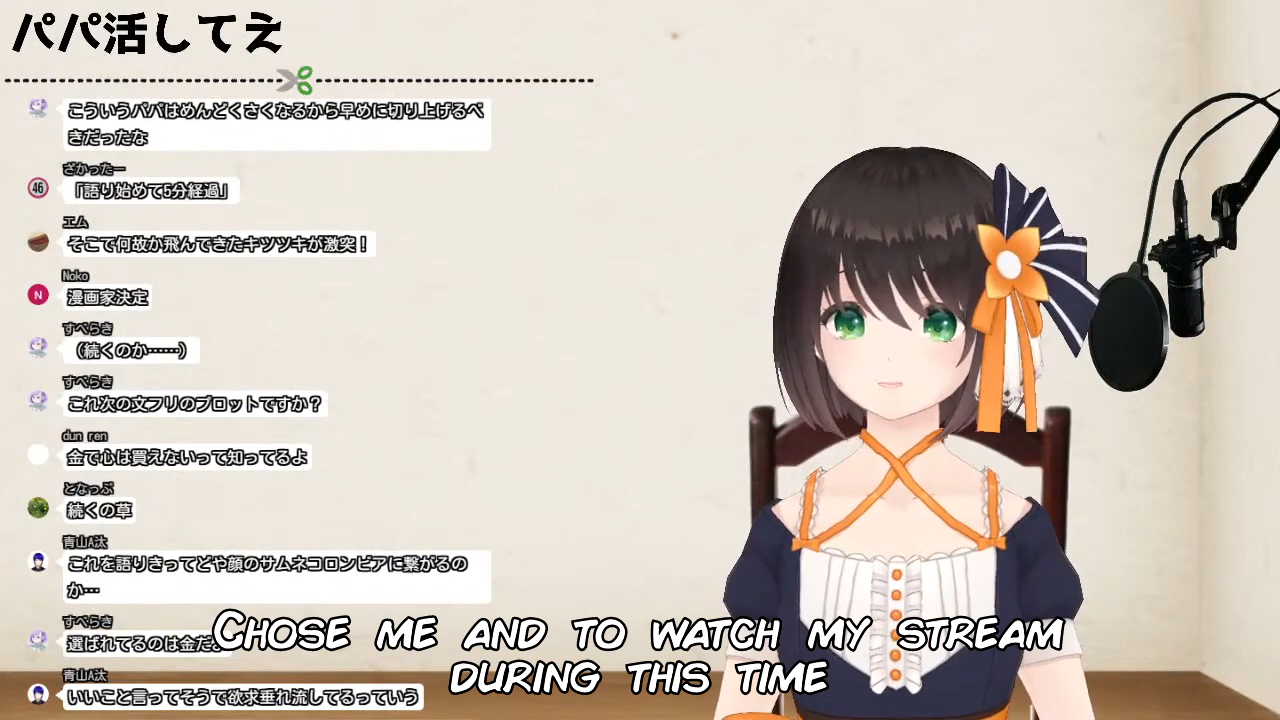 パパ活してえ
こういうパパはめんどくさくなるから早めに切り上げるべ
きだったな
ざかったー
46
「語り始めて5分経過」
エム
そこで何故か飛んできたキツツキが激突！
Noko
N
漫画家決定
すぺらき
（続くのか……）
すぺらき
これ次の文フリのプロットですか？
dun ren
金で心は買えないって知ってるよ
となっぷ
続くの草
青山A汰
これを語りきってどや顔のサムネコロンビアに繋がるの
か…
すぺらき
選ばれてるのは金だ
青山A汰
いいこと言ってそうで欲求垂れ流してるっていう
CHOSE ME AND TO WATCH MY STREAM
DURING THIS TIME